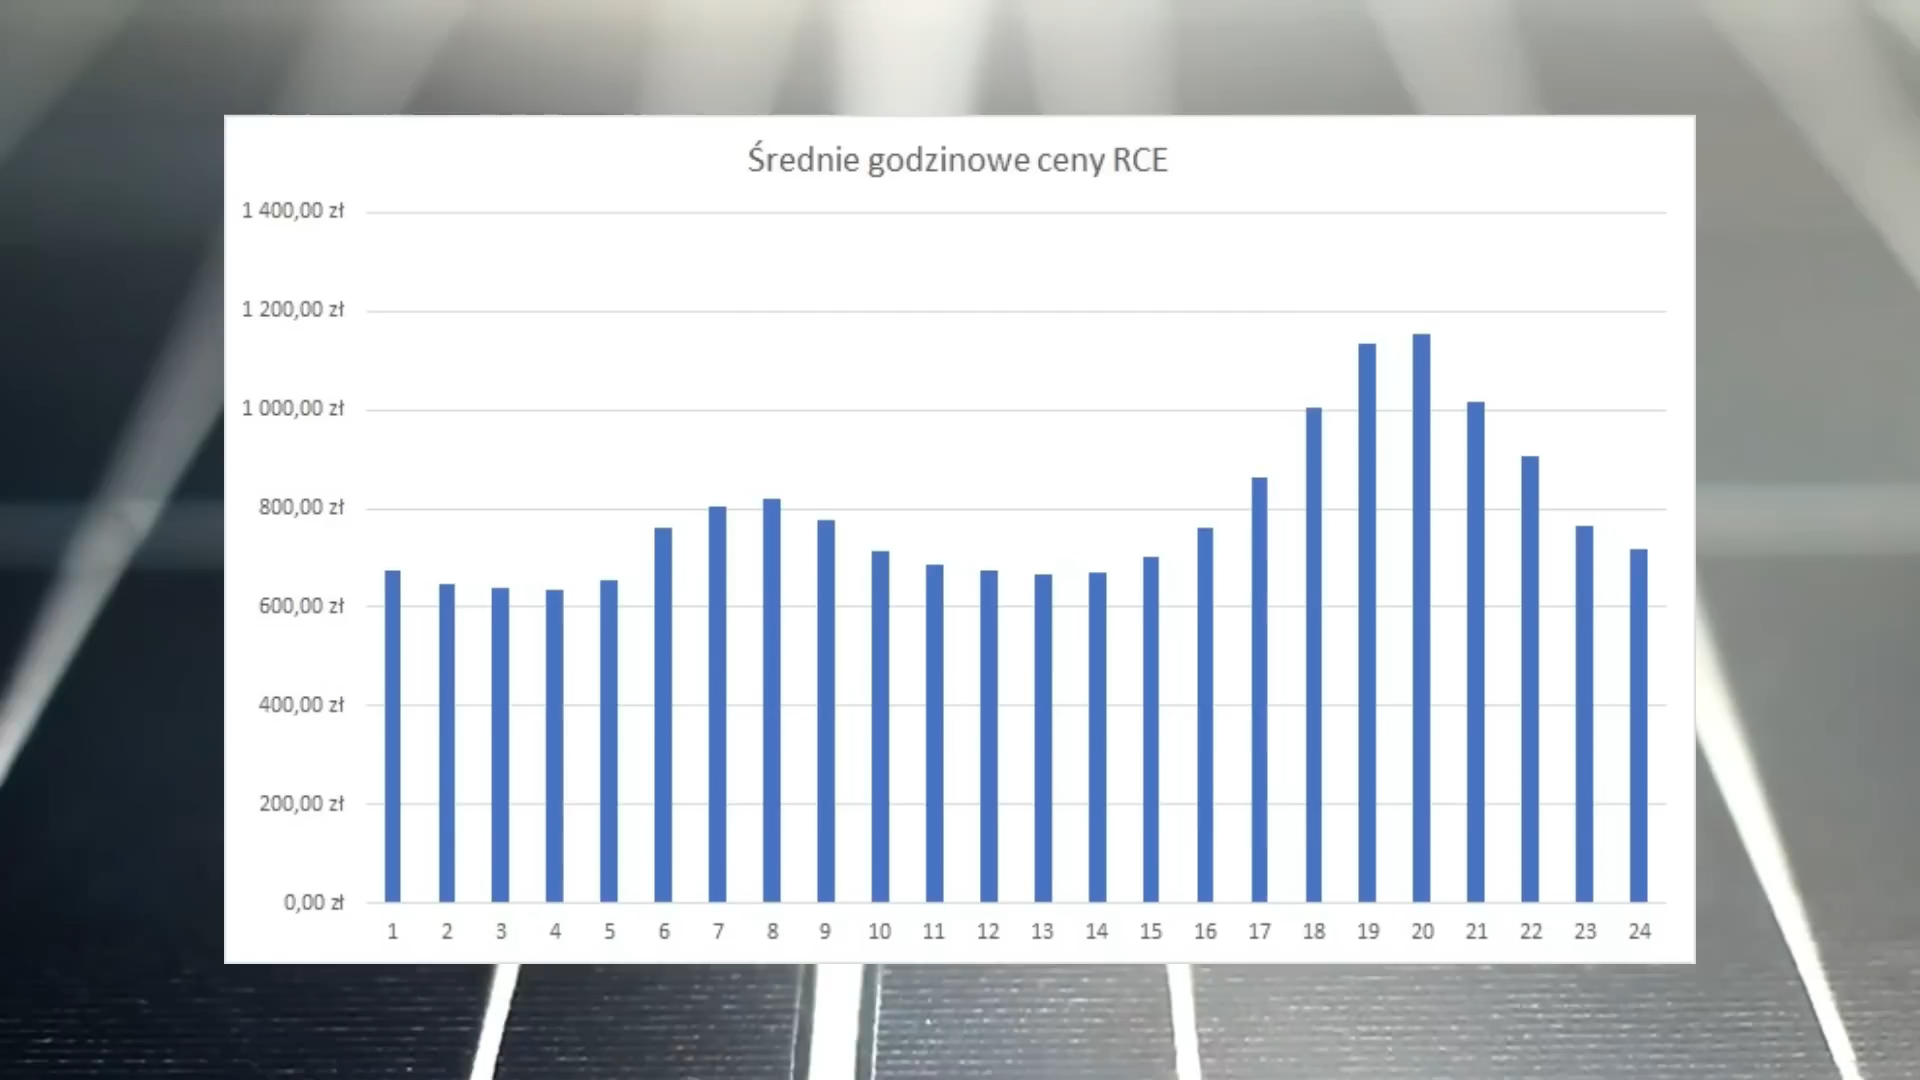 Średnie godzinowe ceny RCE
1 400,00 zł
1 200,00 zł
1 000,00 zł
800,00 zł
600,00 zł
400,00 zł
200,00 zł
0,00 zł
1 2 3 4 5 6 7 8 9 10 11 12 13 14 15 16 17 18 19 20 21 22 23 24